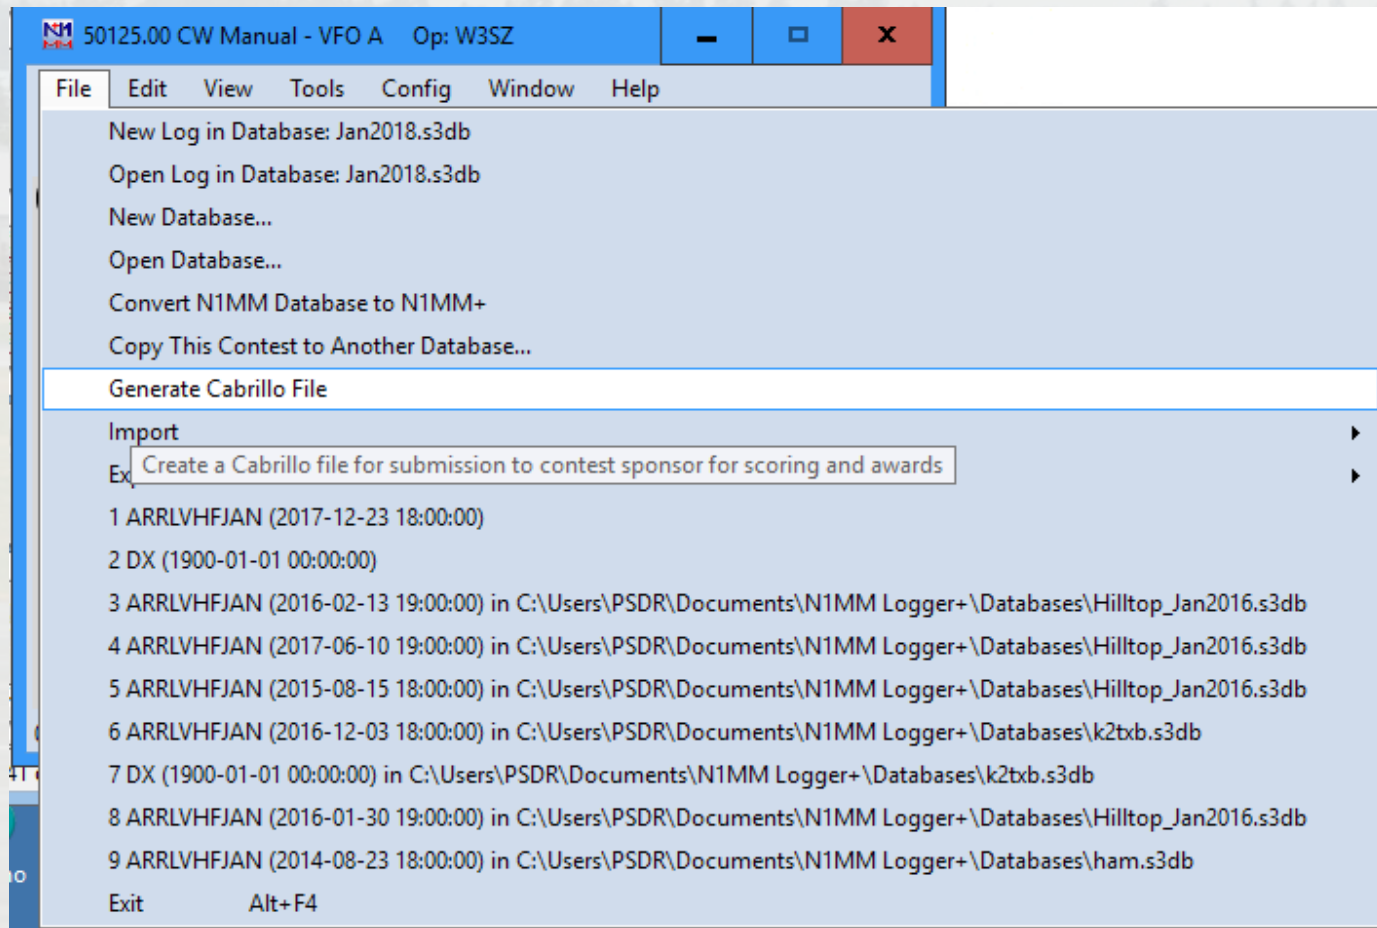 N1 MM 50125.00 CW Manual - VFO A Op: W3SZ
File Edit View Tools Config Window Help
New Log in Database: Jan2018.s3db
Open Log in Database: Jan2018.s3db
New Database...
Open Database...
Convert N1MM Database to N1MM+
Copy This Contest to Another Database...
Generate Cabrillo File
Import
Create a Cabrillo file for submission to contest sponsor for scoring and awards
1 ARRLVHFJAN (2017-12-23 18:00:00)
2 DX (1900-01-01 00:00:00)
3 ARRLVHFJAN (2016-02-13 19:00:00) in C:\Users\PSDR\Documents\N1MM Logger+\Databases\Hilltop_Jan2016.s3db
4 ARRLVHFJAN (2017-06-10 19:00:00) in C:\Users\PSDR\Documents\N1MM Logger+\Databases\Hilltop_Jan2016.s3db
5 ARRLVHFJAN (2015-08-15 18:00:00) in C:\Users\PSDR\Documents\N1MM Logger+\Databases\Hilltop_Jan2016.s3db
6 ARRLVHFJAN (2016-12-03 18:00:00) in C:\Users\PSDR\Documents\N1MM Logger+\Databases\k2txb.s3db
7 DX (1900-01-01 00:00:00) in C:\Users\PSDR\Documents\N1MM Logger+\Databases\k2txb.s3db
8 ARRLVHFJAN (2016-01-30 19:00:00) in C:\Users\PSDR\Documents\N1MM Logger+\Databases\Hilltop_Jan2016.s3db
9 ARRLVHFJAN (2014-08-23 18:00:00) in C:\Users\PSDR\Documents\N1MM Logger+\Databases\ham.s3db
Exit Alt+F4